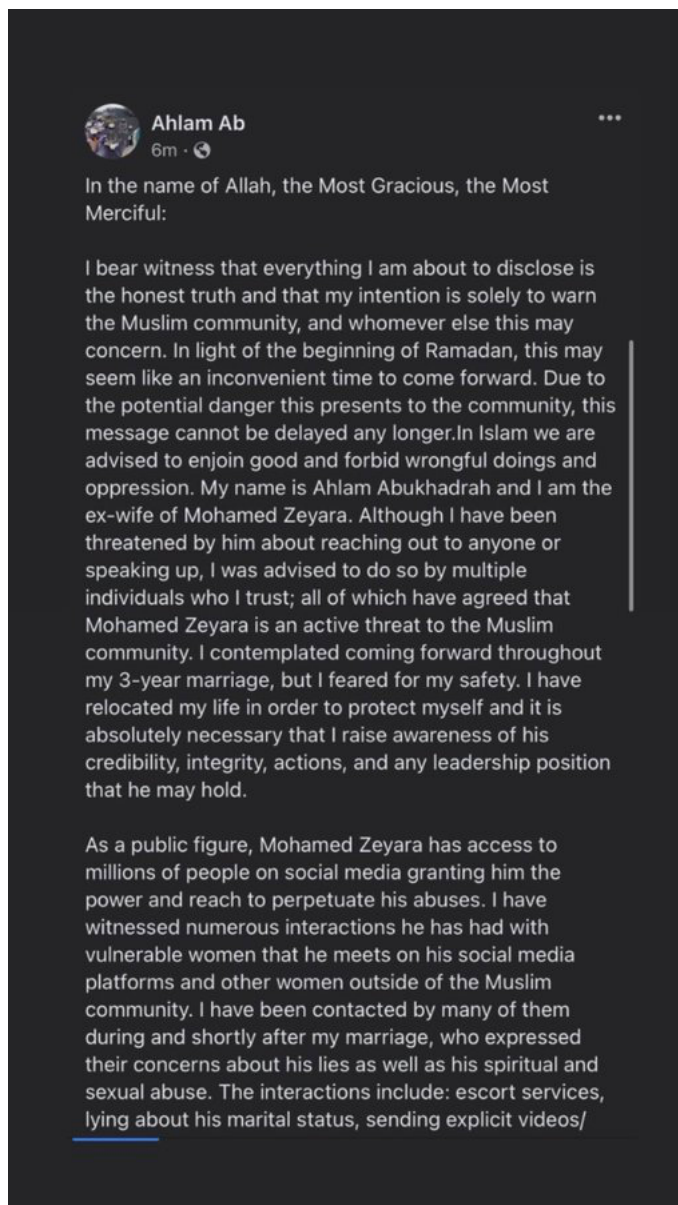 Ahlam Ab
6m ·
In the name of Allah, the Most Gracious, the Most
Merciful:
I bear witness that everything I am about to disclose is
the honest truth and that my intention is solely to warn
the Muslim community, and whomever else this may
concern. In light of the beginning of Ramadan, this may
seem like an inconvenient time to come forward. Due to
the potential danger this presents to the community, this
message cannot be delayed any longer.In Islam we are
advised to enjoin good and forbid wrongful doings and
oppression. My name is Ahlam Abukhadrah and I am the
ex-wife of Mohamed Zeyara. Although I have been
threatened by him about reaching out to anyone or
speaking up, I was advised to do so by multiple
individuals who I trust; all of which have agreed that
Mohamed Zeyara is an active threat to the Muslim
community. I contemplated coming forward throughout
my 3-year marriage, but I feared for my safety. I have
relocated my life in order to protect myself and it is
absolutely necessary that I raise awareness of his
credibility, integrity, actions, and any leadership position
that he may hold.
As a public figure, Mohamed Zeyara has access to
millions of people on social media granting him the
power and reach to perpetuate his abuses. I have
witnessed numerous interactions he has had with
vulnerable women that he meets on his social media
platforms and other women outside of the Muslim
community. I have been contacted by many of them
during and shortly after my marriage, who expressed
their concerns about his lies as well as his spiritual and
sexual abuse. The interactions include: escort services,
lying about his marital status, sending explicit videos/